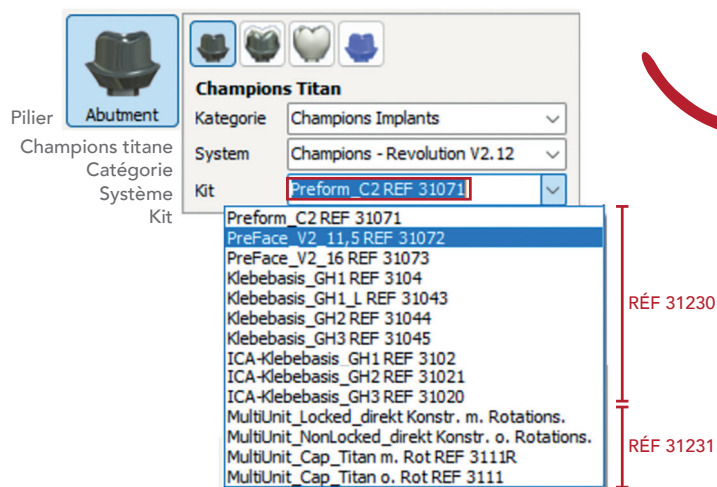 Champions Titan
Pilier
Abutment
Kategorie
Champions Implants
Champions titane
System
Champions - Revolution V2.12
Catégorie
Système
Kit
Preform_C2 REF 31071
Kit
Preform_C2 REF 31071
PreFace_V2_11,5 REF 31072
PreFace_V2_16 REF 31073
Klebebasis_GH1 REF 3104
Klebebasis_GH1_L REF 31043
Klebebasis_GH2 REF 31044
Klebebasis_GH3 REF 31045
ICA-Klebebasis_GH1 REF 3102
ICA-Klebebasis_GH2 REF 31021
ICA-Klebebasis_GH3 REF 31020
RÉF 31230
MultiUnit_Locked_direkt Konstr. m. Rotations.
MultiUnit_NonLocked_direkt Konstr. o. Rotations.
MultiUnit_Cap_Titan m. Rot REF 3111R
MultiUnit_Cap_Titan o. Rot REF 3111
RÉF 31231